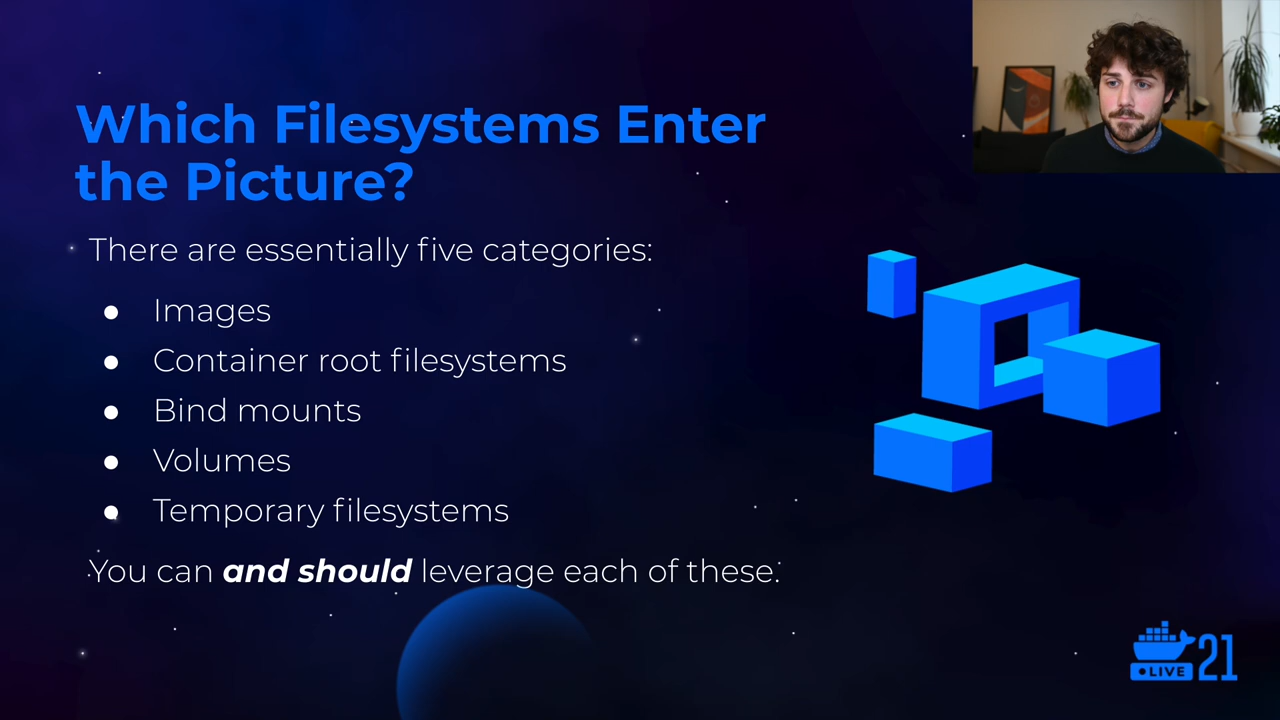 Which Filesystems Enter
the Picture?
There are essentially five categories:
● Images
● Container root filesystems
● Bind mounts
● Volumes
● Temporary filesystems
You can and should leverage each of these.
LIVE 21